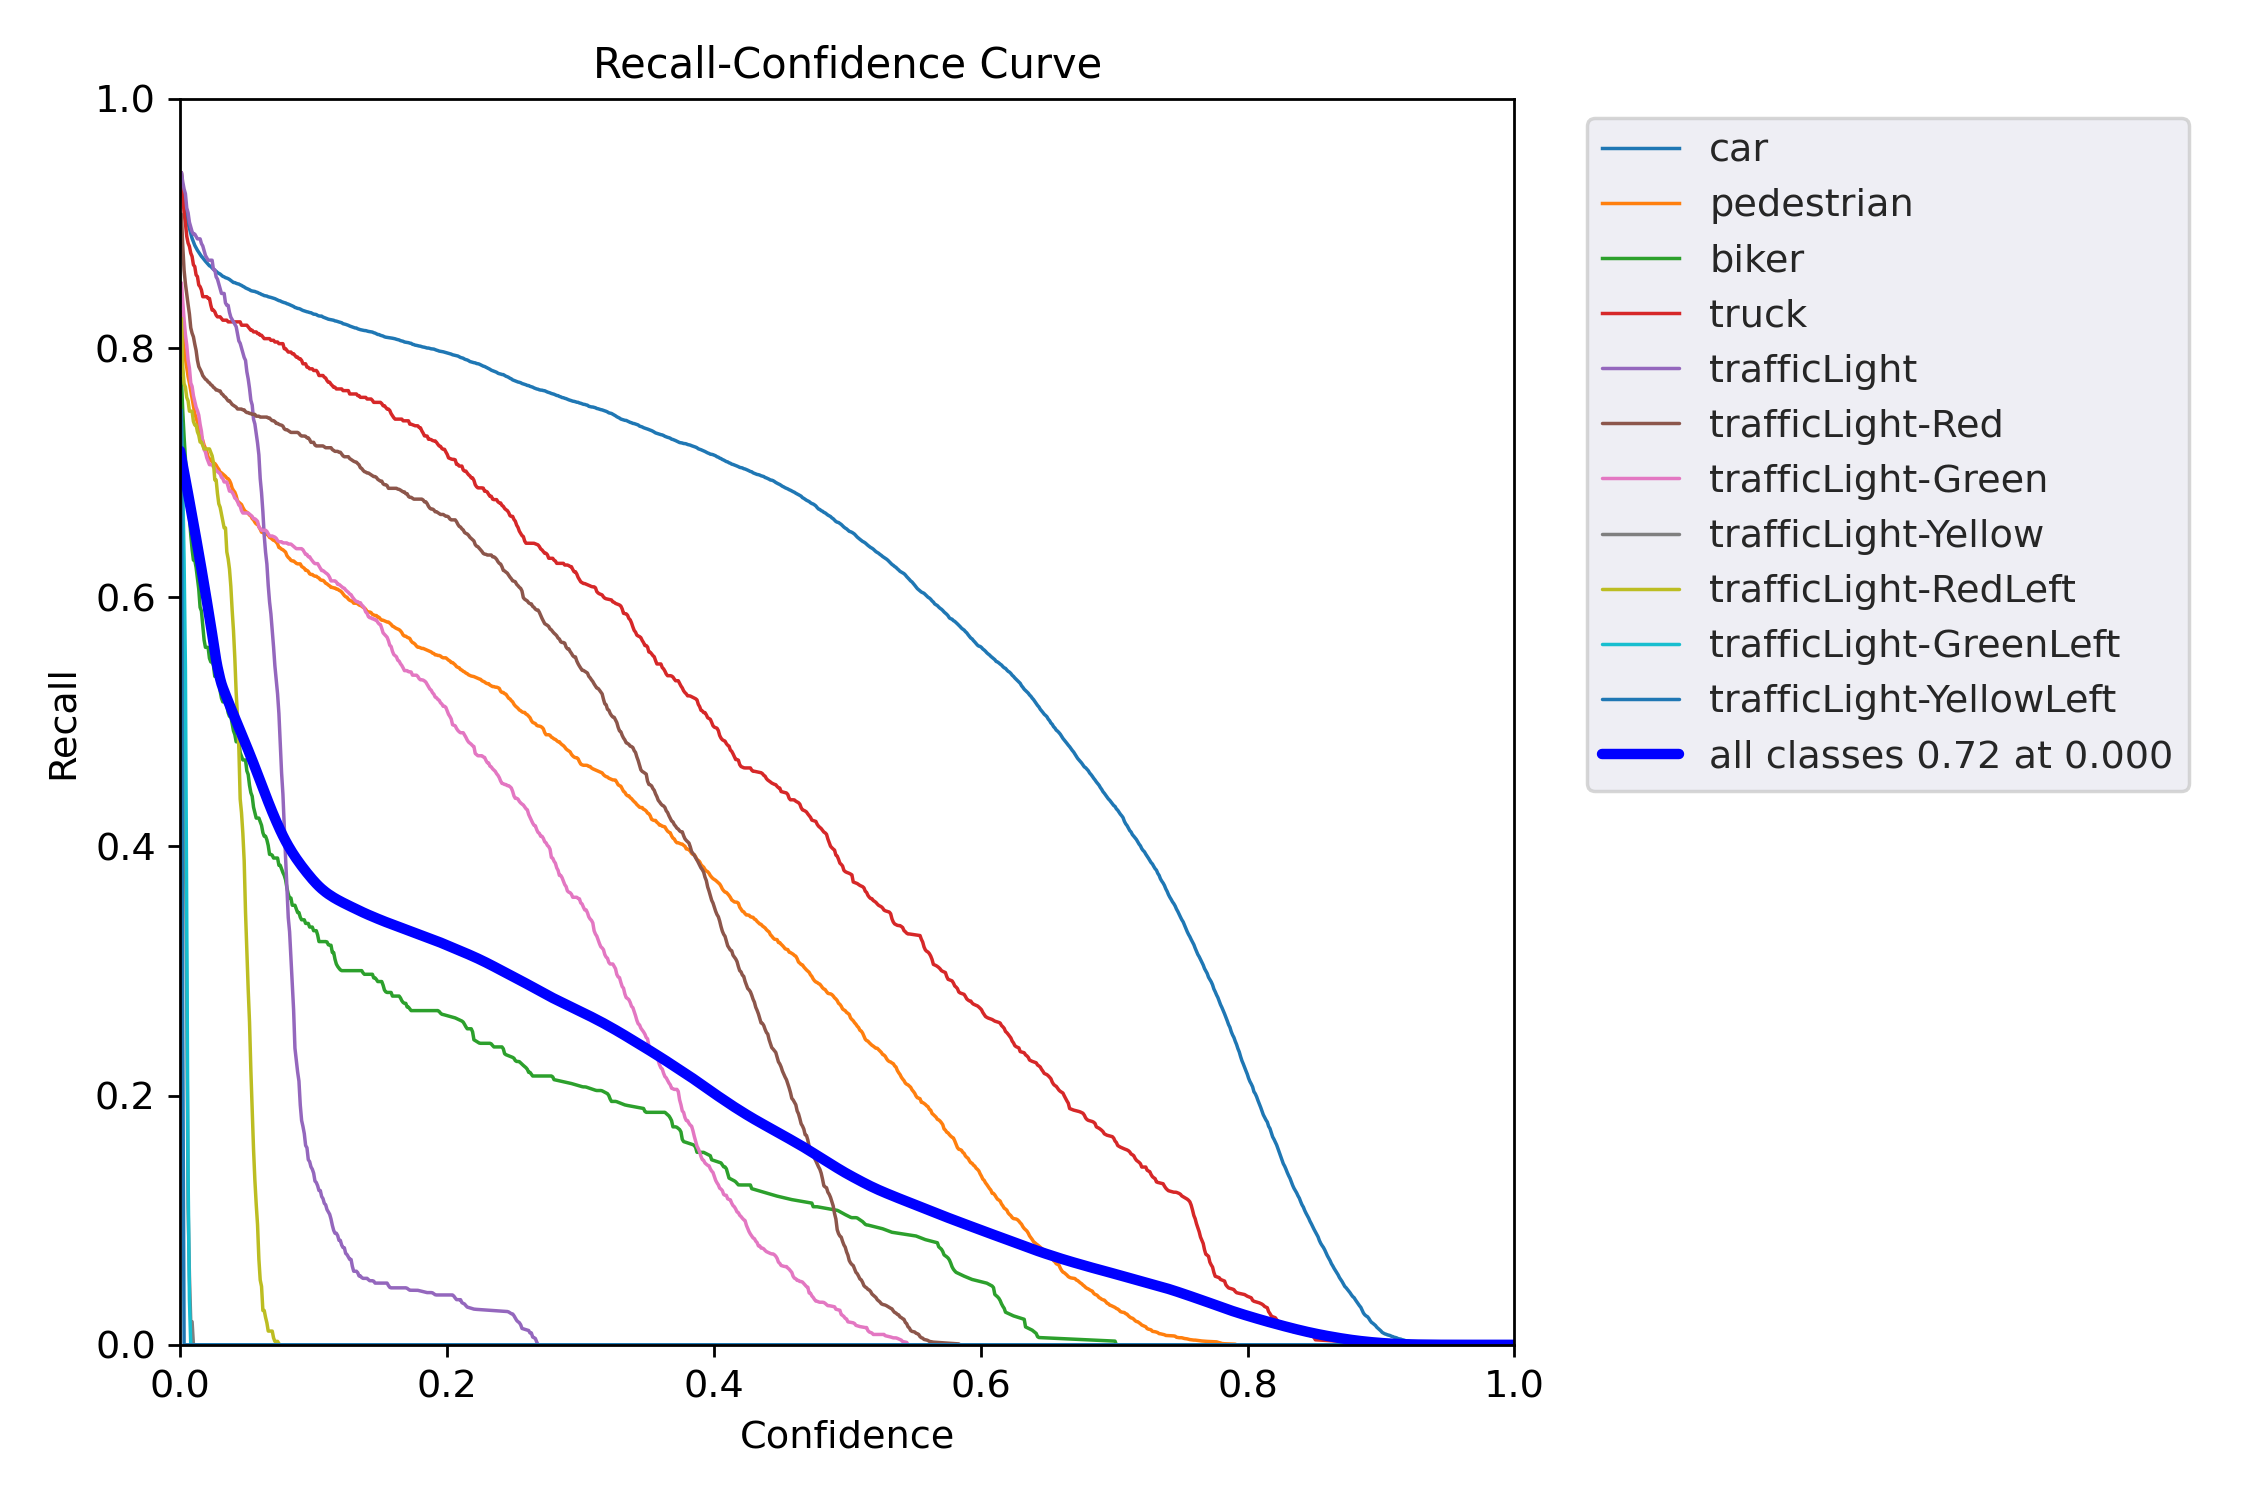 Recall-Confidence Curve
1.0
0.8
0.6
0.4
0.2
0.0
Recall
0.0 0.2 0.4 0.6 0.8 1.0
Confidence
car
pedestrian
biker
truck
trafficLight
trafficLight-Red
trafficLight-Green
trafficLight-Yellow
trafficLight-RedLeft
trafficLight-GreenLeft
trafficLight-YellowLeft
all classes 0.72 at 0.000